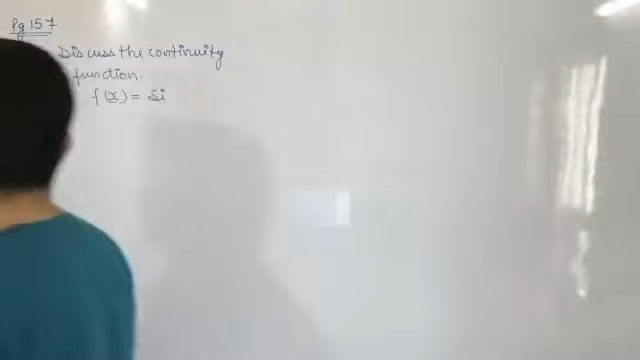 Pg 157
Discuss the continuity
function.
f(x) = Si